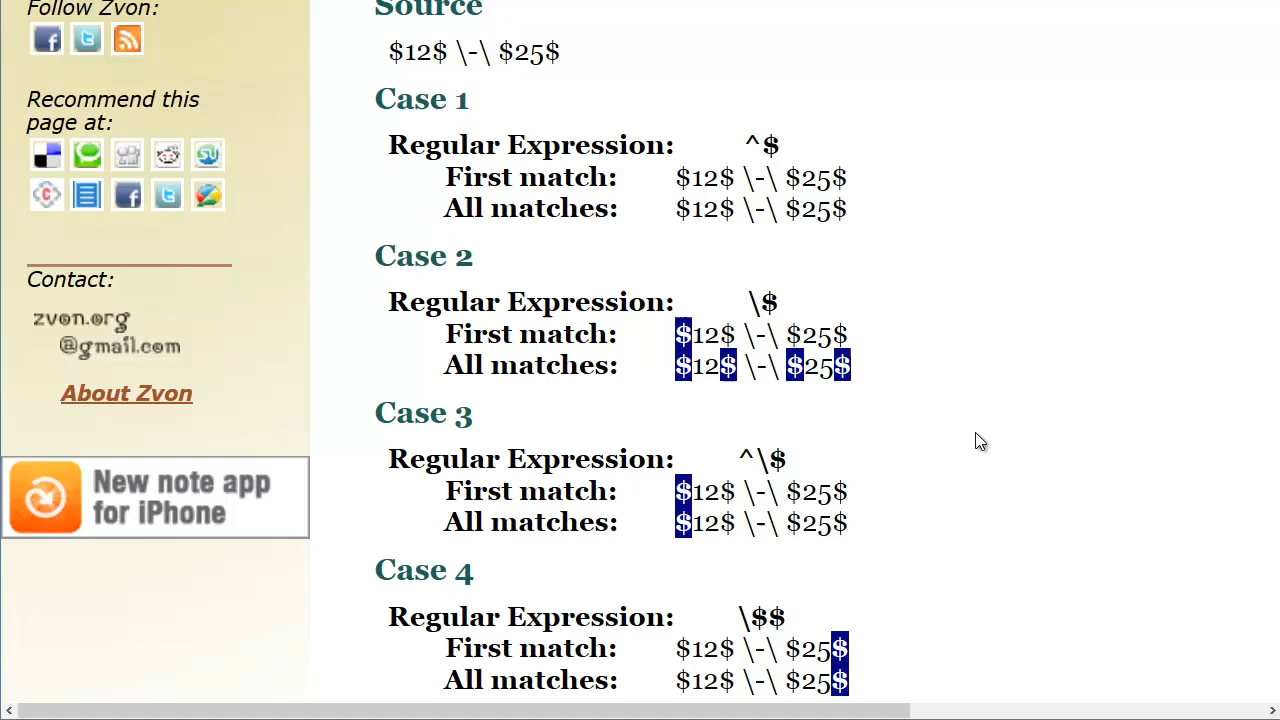 Follow Zvon:
Recommend this
page at:
Contact:
zvon.org
@gmail.com
About Zvon
New note app
for iPhone
Source
$12$ \-\ $25$
Case 1
Regular Expression: ^$
First match: $12$ \-\ $25$
All matches: $12$ \-\ $25$
Case 2
Regular Expression: \$
First match: $12$ \-\ $25$
All matches: $12$ \-\ $25$
Case 3
Regular Expression: ^\$
First match: $12$ \-\ $25$
All matches: $12$ \-\ $25$
Case 4
Regular Expression: \$$
First match: $12$ \-\ $25$
All matches: $12$ \-\ $25$